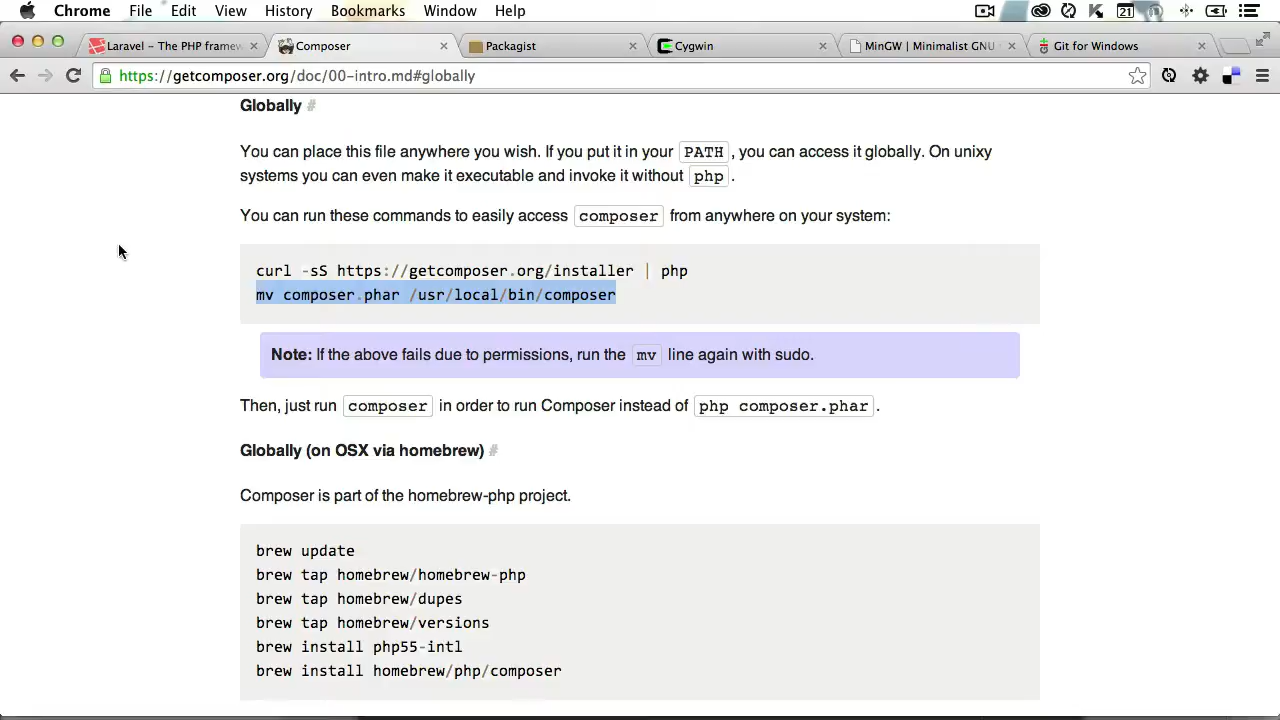 Chrome File Edit View History Bookmarks Window Help 21
Laravel – The PHP framew
Composer
Packagist
Cygwin
MinGW | Minimalist GNU
Git for Windows
https://getcomposer.org/doc/00-intro.md#globally
Globally #
You can place this file anywhere you wish. If you put it in your PATH , you can access it globally. On unixy
systems you can even make it executable and invoke it without php .
You can run these commands to easily access composer from anywhere on your system:
curl -sS https://getcomposer.org/installer | php
mv composer.phar /usr/local/bin/composer
Note: If the above fails due to permissions, run the mv line again with sudo.
Then, just run composer in order to run Composer instead of php composer.phar .
Globally (on OSX via homebrew) #
Composer is part of the homebrew-php project.
brew update
brew tap homebrew/homebrew-php
brew tap homebrew/dupes
brew tap homebrew/versions
brew install php55-intl
brew install homebrew/php/composer